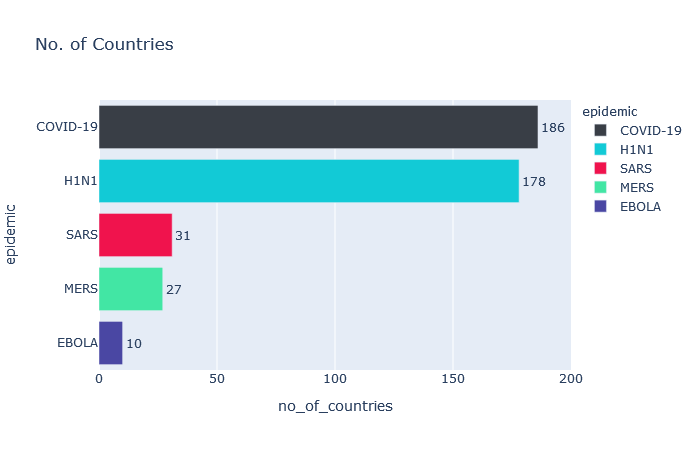 No. of Countries
epidemic
COVID-19
H1N1
SARS
MERS
EBOLA
186
178
31
27
10
0 50 100 150 200
no_of_countries
epidemic
COVID-19
H1N1
SARS
MERS
EBOLA